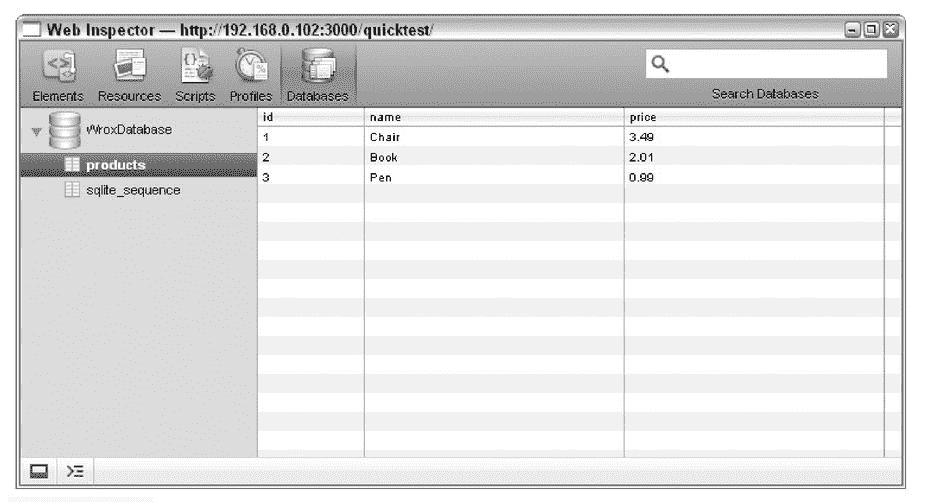 Web Inspector — http://192.168.0.102:3000/quicktest/
Elements Resources Scripts Profiles Databases
Search Databases
WroxDatabase
products
sqlite_sequence
id name price
1 Chair 3.49
2 Book 2.01
3 Pen 0.99